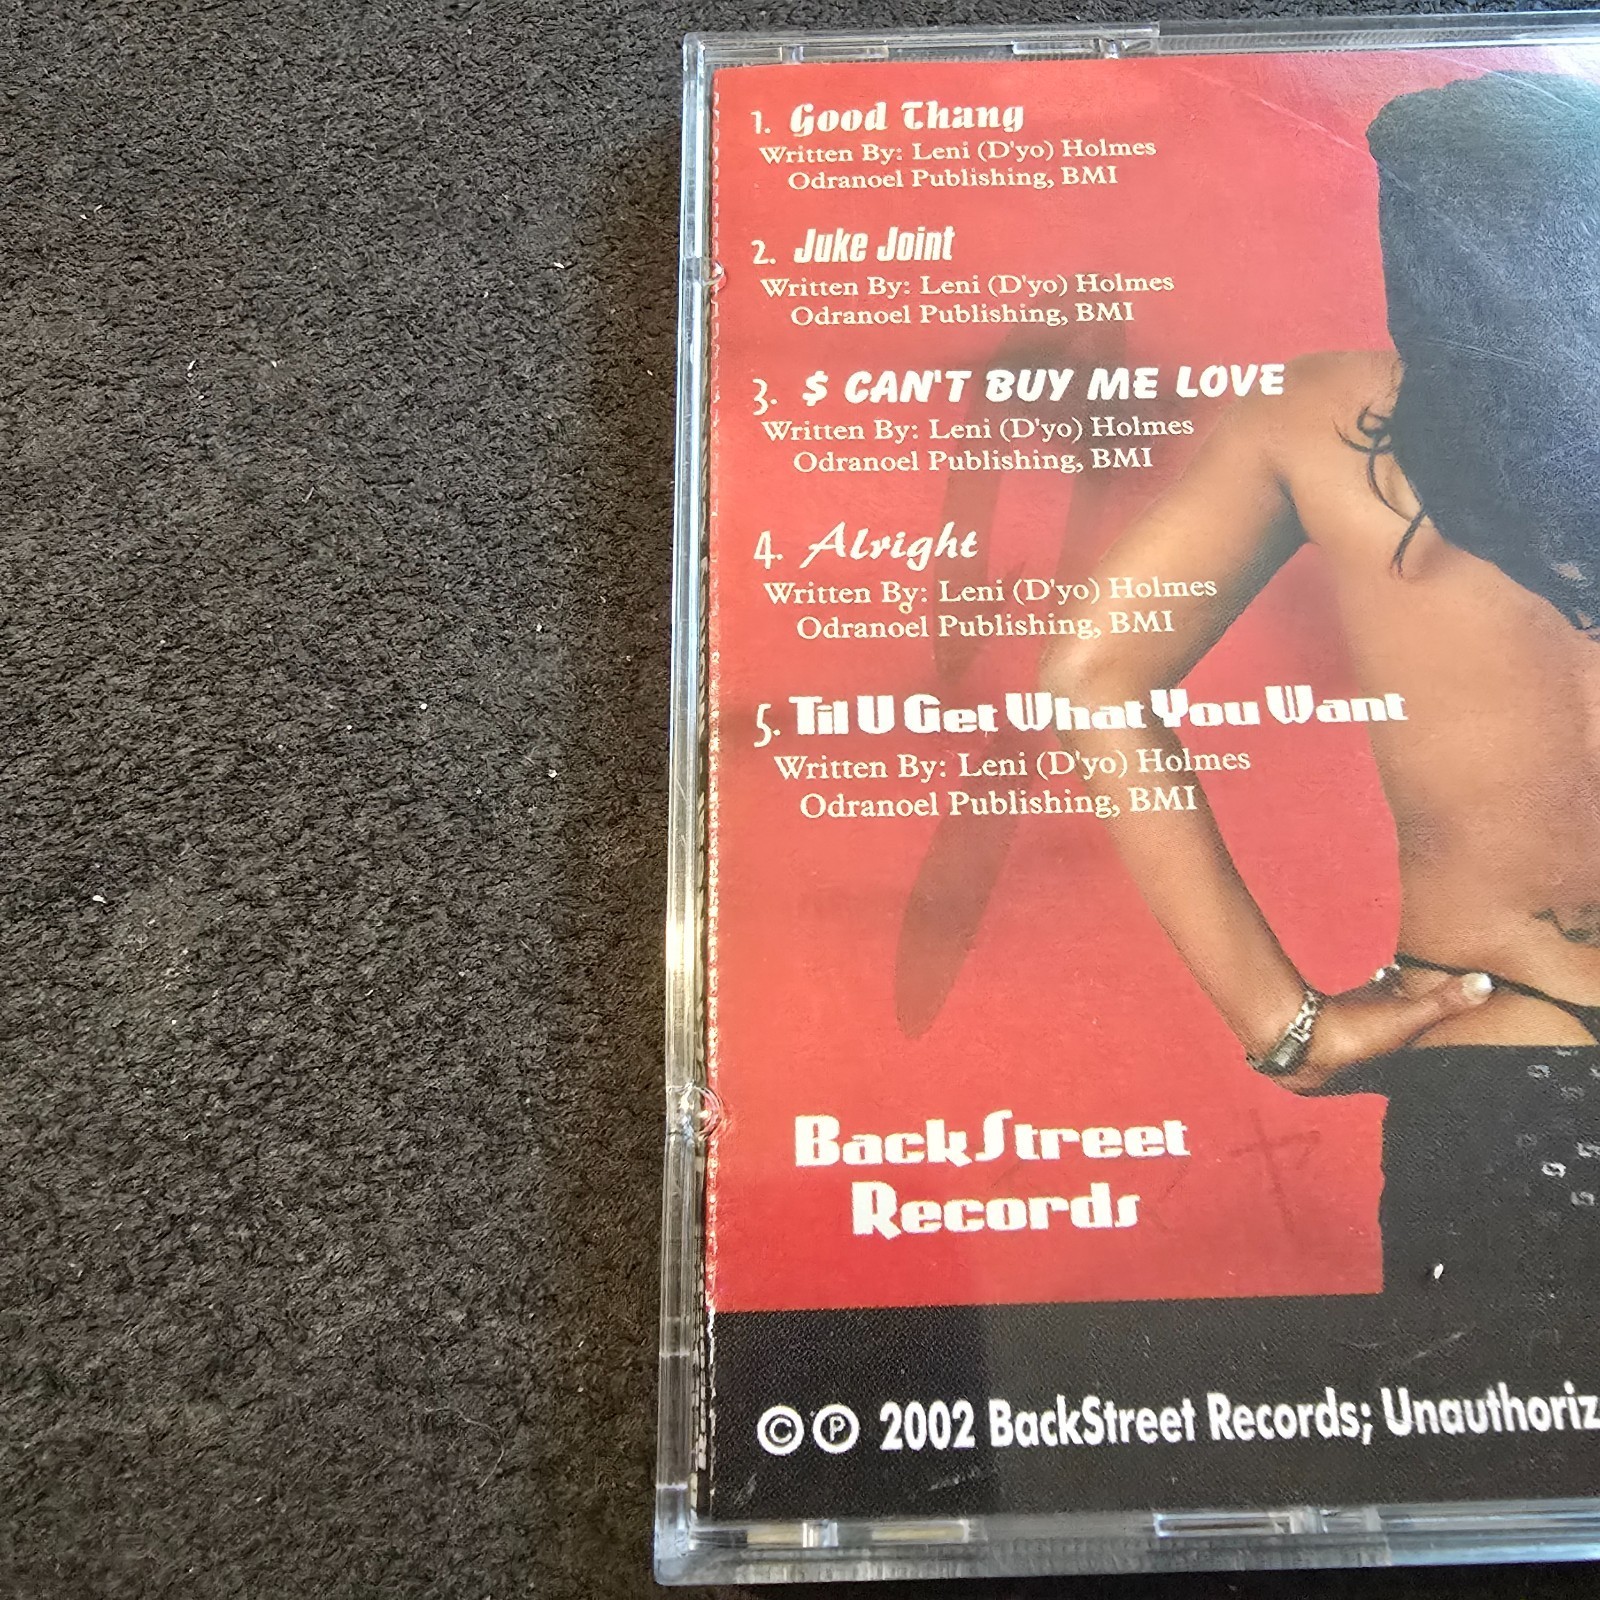 1. Good Thang
Written By: Leni (D'yo) Holmes
Odranoel Publishing, BMI
2. Juke Joint
Written By: Leni (D'yo) Holmes
Odranoel Publishing, BMI
3. $ CAN'T BUY ME LOVE
Written By: Leni (D'yo) Holmes
Odranoel Publishing, BMI
4. Alright
Written By: Leni (D'yo) Holmes
Odranoel Publishing, BMI
5. Til U Get What You Want
Written By: Leni (D'yo) Holmes
Odranoel Publishing, BMI
BackStreet
Records
©℗ 2002 BackStreet Records; Unauthoriz